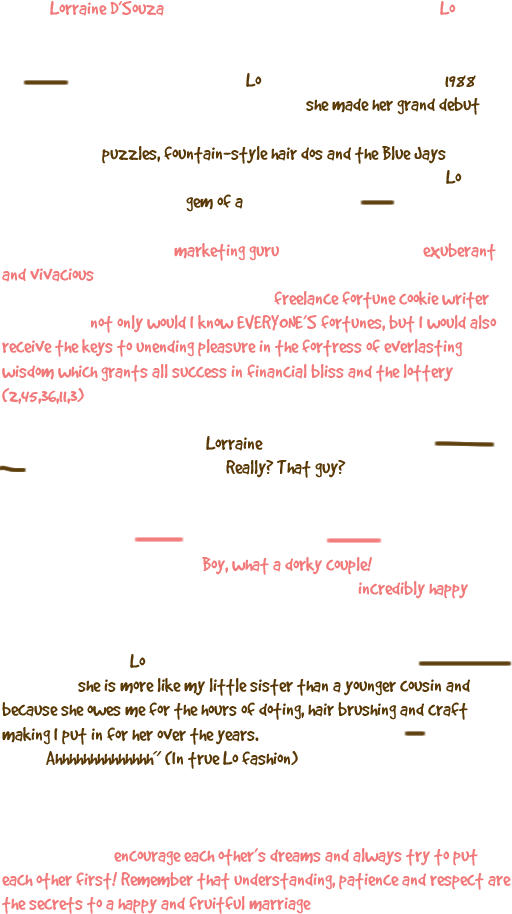 Lorraine D'Souza Lo
Lo 1988
she made her grand debut
puzzles, fountain-style hair dos and the Blue Jays
Lo
gem of a
marketing guru exuberant
and vivacious
freelance fortune cookie writer
not only would I know EVERYONE'S fortunes, but I would also
receive the keys to unending pleasure in the fortress of everlasting
wisdom which grants all success in financial bliss and the lottery
(2,45,36,11,3)
Lorraine
Really? That guy?
Boy, what a dorky couple!
incredibly happy
Lo
she is more like my little sister than a younger cousin and
because she owes me for the hours of doting, hair brushing and craft
making I put in for her over the years.
Ahhhhhhhhhhhhhh" (In true Lo fashion)
encourage each other's dreams and always try to put
each other first! Remember that understanding, patience and respect are
the secrets to a happy and fruitful marriage